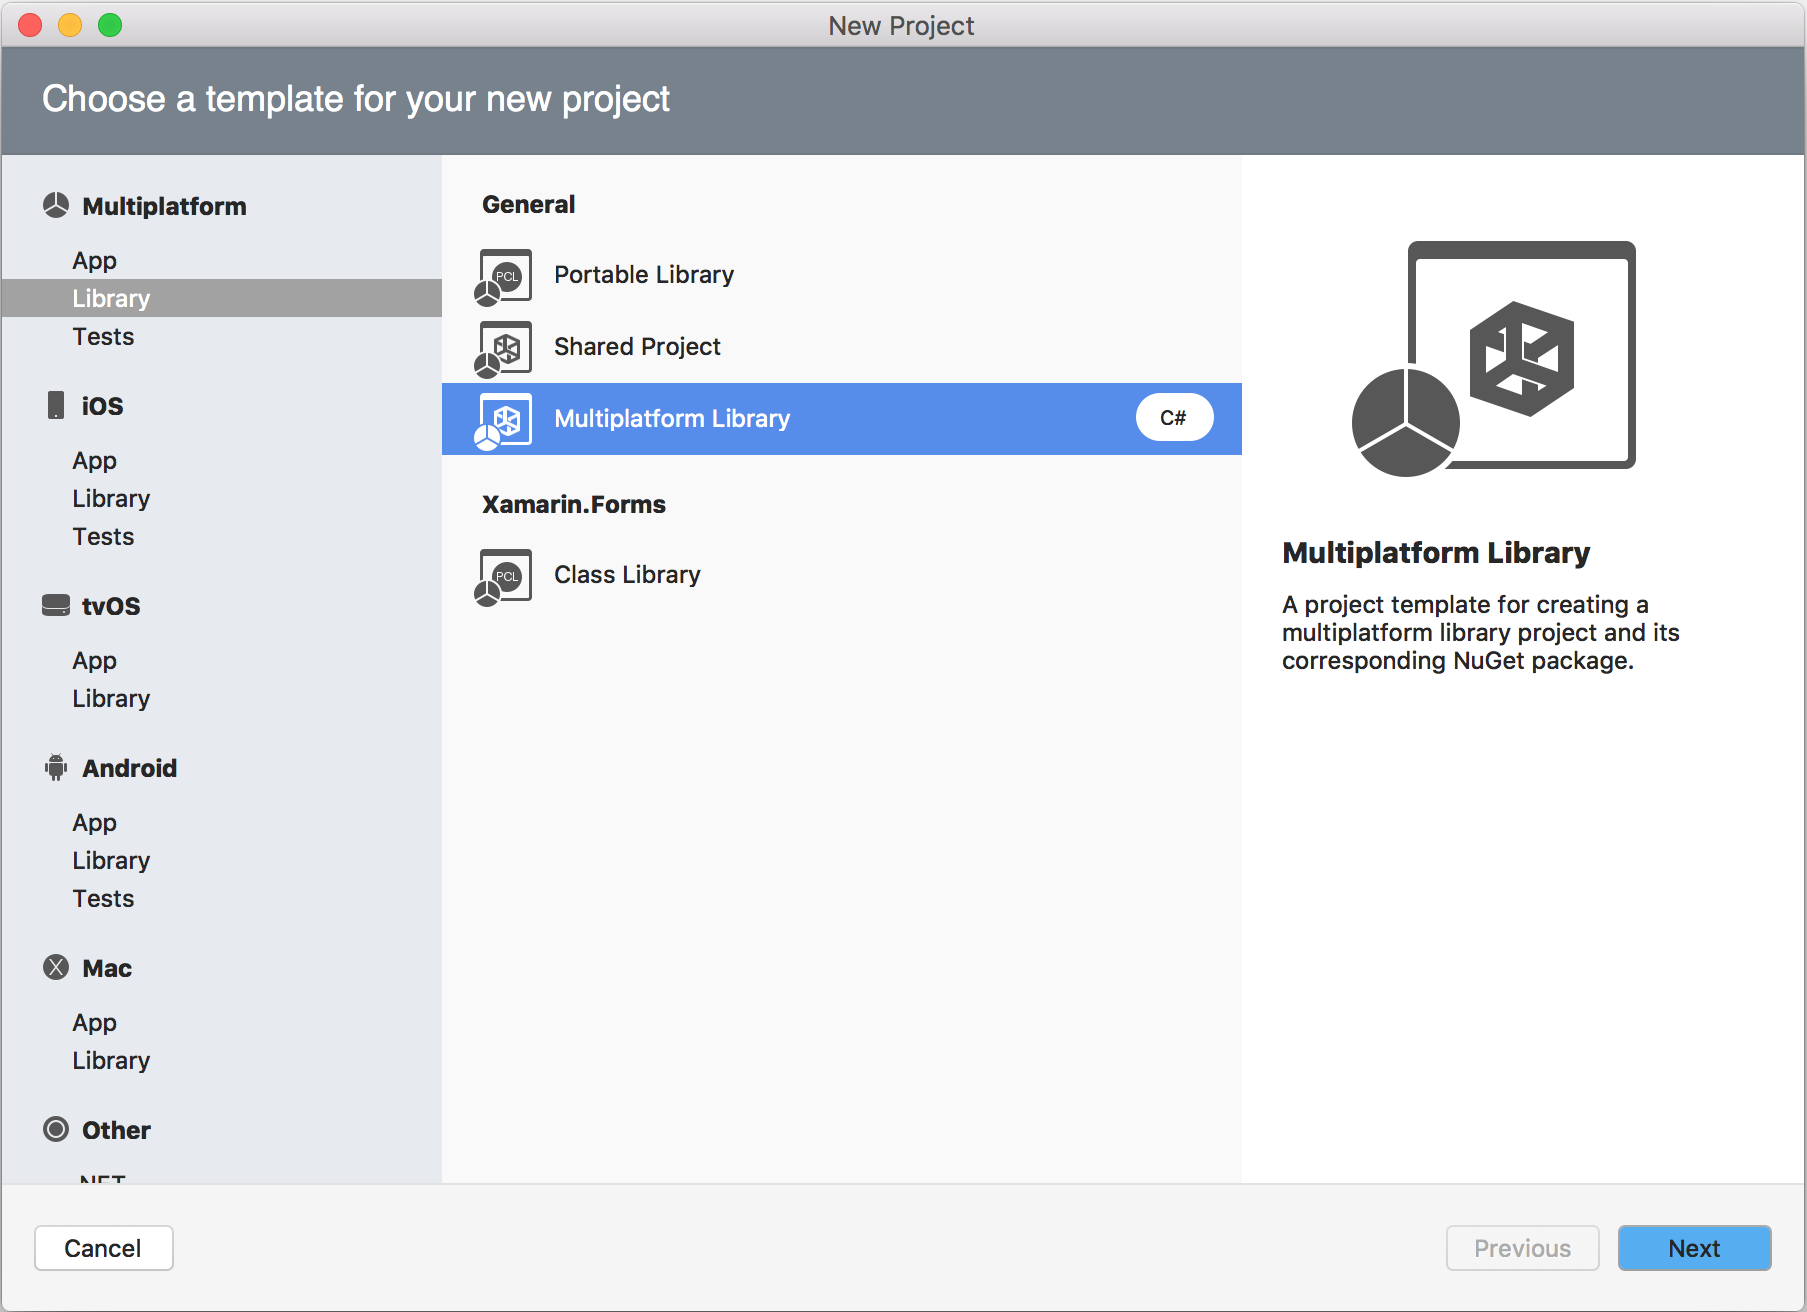 New Project
Choose a template for your new project
Multiplatform
App
Library
Tests
iOS
App
Library
Tests
tvOS
App
Library
Android
App
Library
Tests
Mac
App
Library
Other
.NET
General
PCL
Portable Library
Shared Project
Multiplatform Library
C#
Xamarin.Forms
PCL
Class Library
Multiplatform Library
A project template for creating a
multiplatform library project and its
corresponding NuGet package.
Cancel
Previous
Next